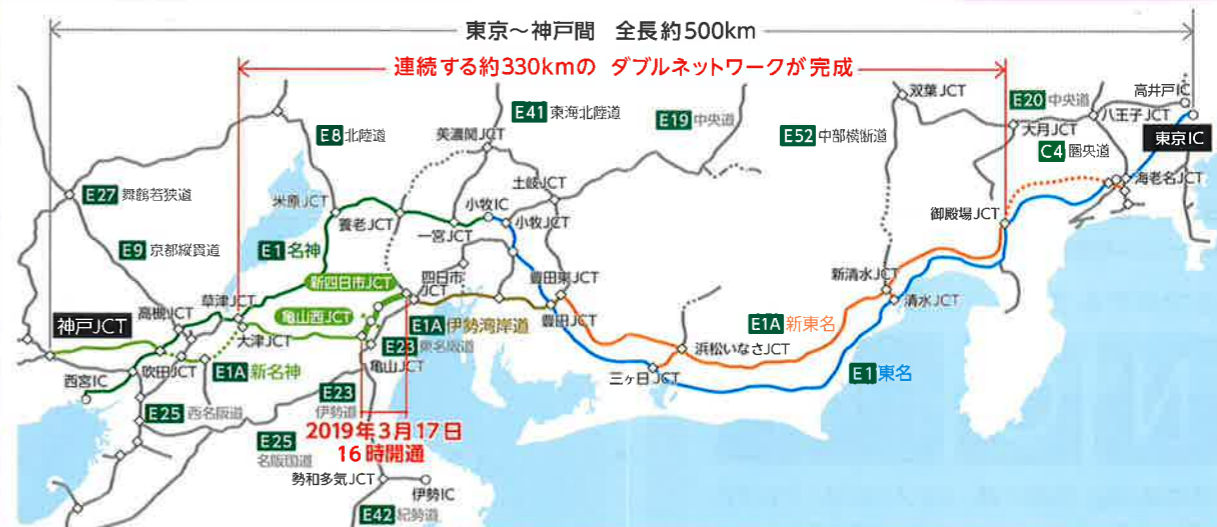 東京～神戸間 全長約500km
連続する約330kmの ダブルネットワークが完成
双葉JCT
E20 中央道
高井戸IC
八王子JCT
大月JCT
東京IC
C4 圏央道
海老名JCT
御殿場JCT
E41 東海北陸道
E19 中央道
E52 中部横断道
E8 北陸道
美濃関JCT
土岐JCT
E27 舞鶴若狭道
米原JCT
養老JCT
小牧IC
小牧JCT
一宮JCT
E9 京都縦貫道
E1 名神
新四日市JCT
四日市JCT
豊田東JCT
新清水JCT
清水JCT
草津JCT
高槻JCT
神戸JCT
亀山西JCT
大津JCT
E1A 伊勢湾岸道
豊田JCT
E1A 新東名
浜松いなさJCT
E23 東名阪道
亀山JCT
西宮IC
吹田JCT
E1A 新名神
三ヶ日JCT
E1 東名
E25 西名阪道
E23 伊勢道
2019年3月17日
16時開通
E25 名阪国道
勢和多気JCT
伊勢IC
E42 紀勢道